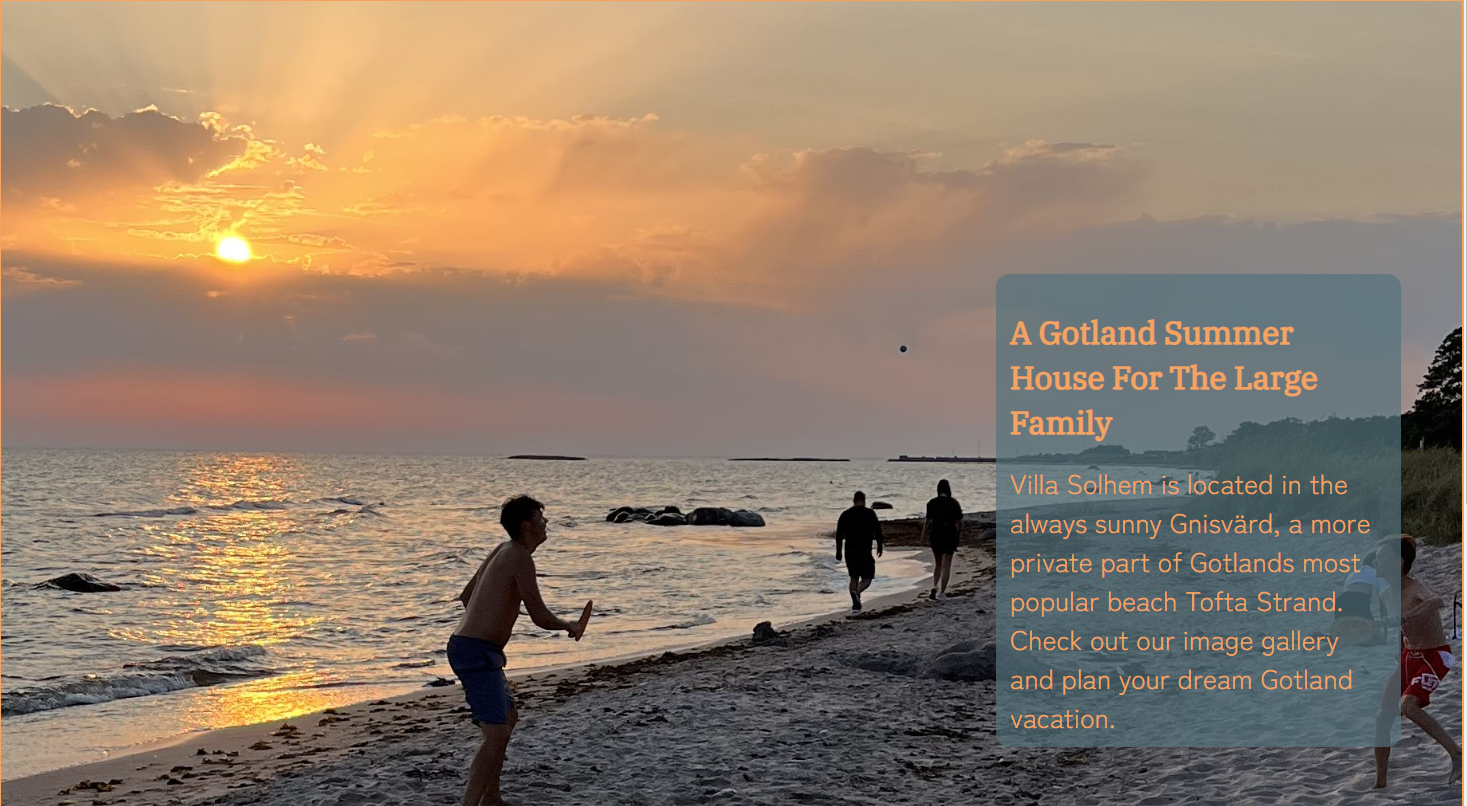 A Gotland Summer
House For The Large
Family
Villa Solhem is located in the
always sunny Gnisvärd, a more
private part of Gotlands most
popular beach Tofta Strand.
Check out our image gallery
and plan your dream Gotland
vacation.